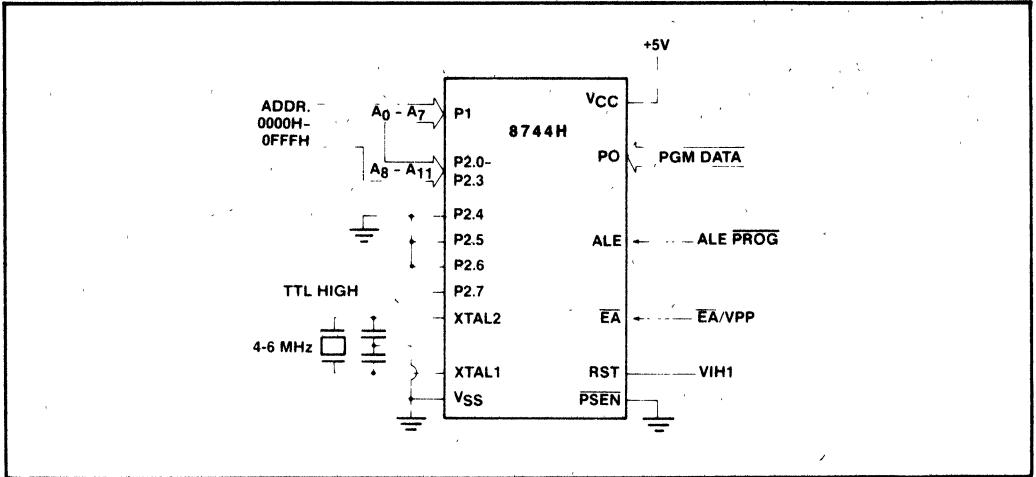 +5V
ADDR.
0000H-
0FFFH
A0 - A7
P1
VCC
8744H
PO
PGM DATA
A8 - A11
P2.0-
P2.3
P2.4
P2.5
ALE
ALE PROG
P2.6
TTL HIGH
P2.7
XTAL2
EA
EA/VPP
4-6 MHz
XTAL1
RST
VIH1
VSS
PSEN